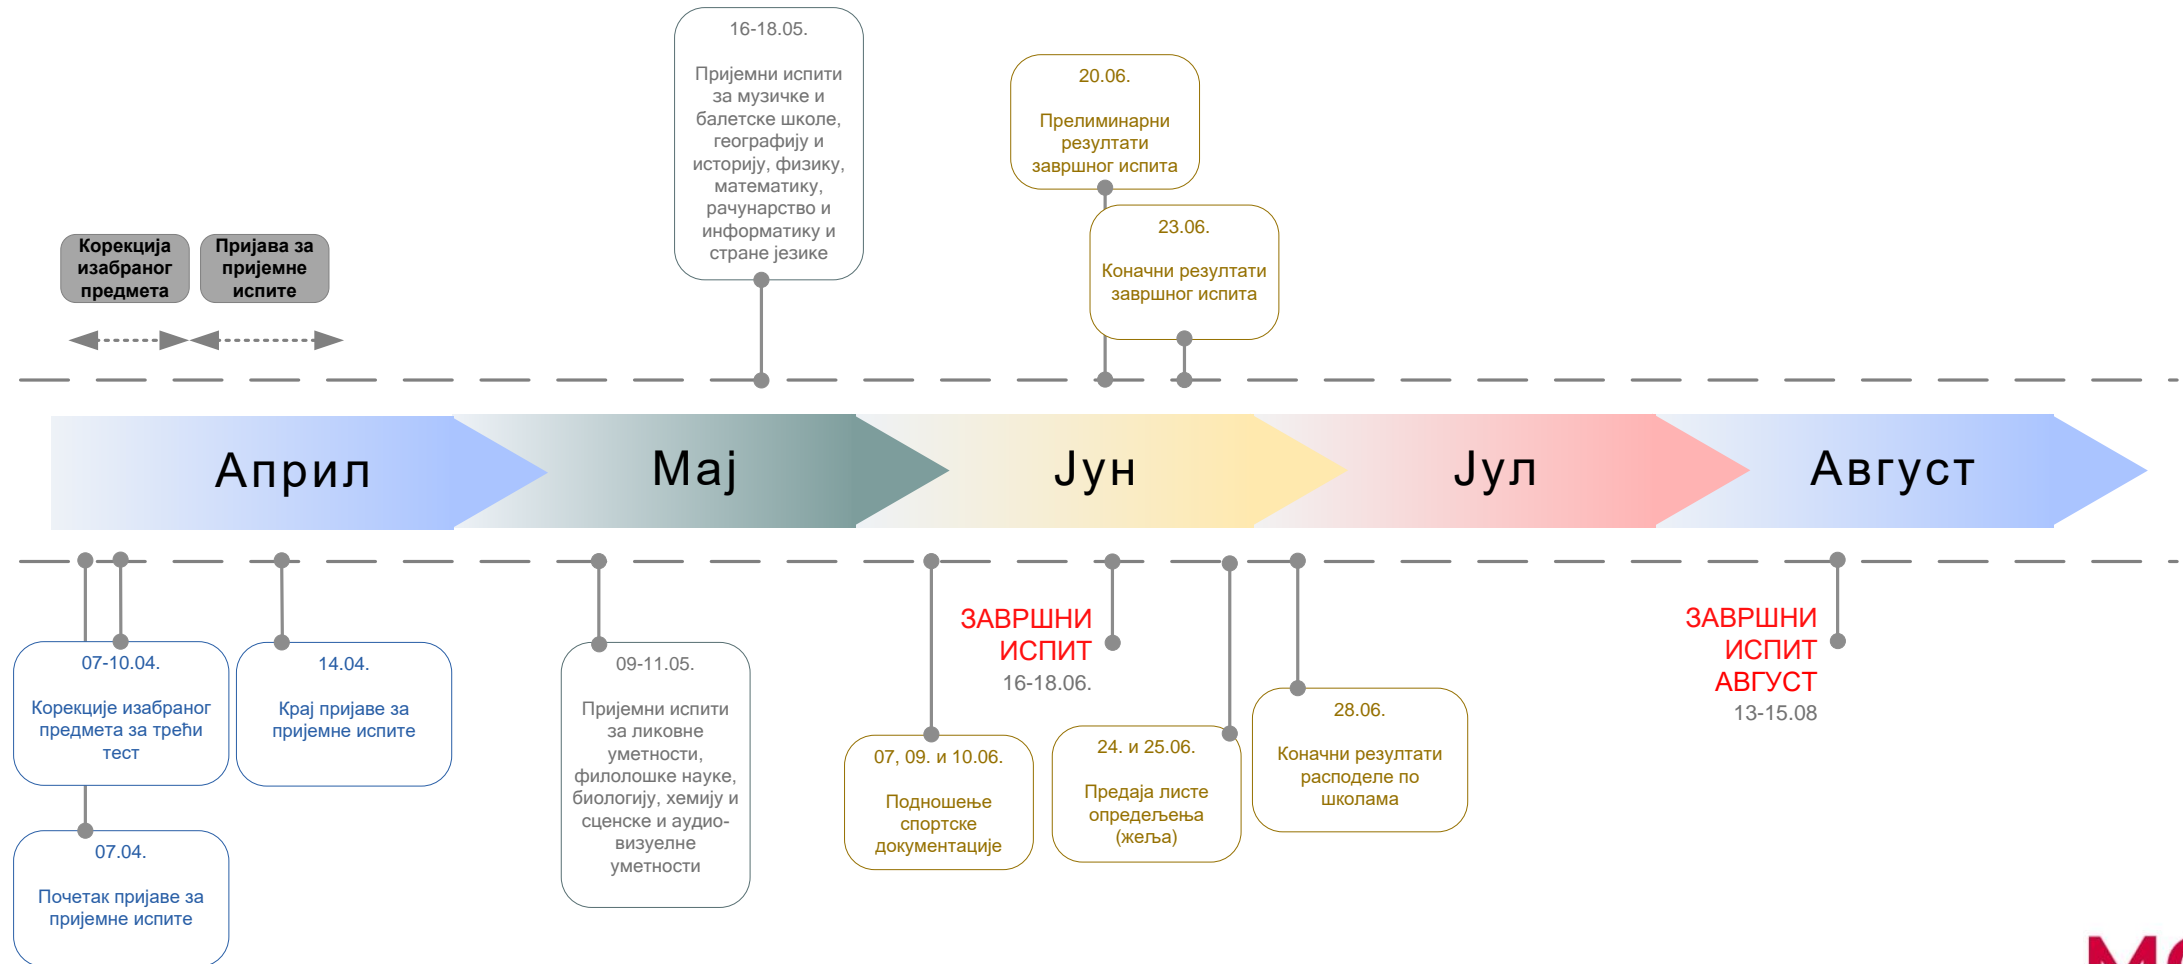 16-18.05.
Пријемни испити
за музичке и
балетске школе,
географију и
историју, физику,
математику,
рачунарство и
информатику и
стране језике
20.06.
Прелиминарни
резултати
завршног испита
23.06.
Коначни резултати
завршног испита
Корекција
изабраног
предмета
Пријава за
пријемне
испите
Април
Мај
Јун
Јул
Август
07-10.04.
Корекције изабраног
предмета за трећи
тест
14.04.
Крај пријаве за
пријемне испите
07.04.
Почетак пријаве за
пријемне испите
09-11.05.
Пријемни испити
за ликовне
уметности,
филолошке науке,
биологију, хемију и
сценске и аудио-
визуелне
уметности
07, 09. и 10.06.
Подношење
спортске
документације
ЗАВРШНИ
ИСПИТ
16-18.06.
24. и 25.06.
Предаја листе
опредељења
(жеља)
28.06.
Коначни резултати
расподеле по
школама
ЗАВРШНИ
ИСПИТ
АВГУСТ
13-15.08